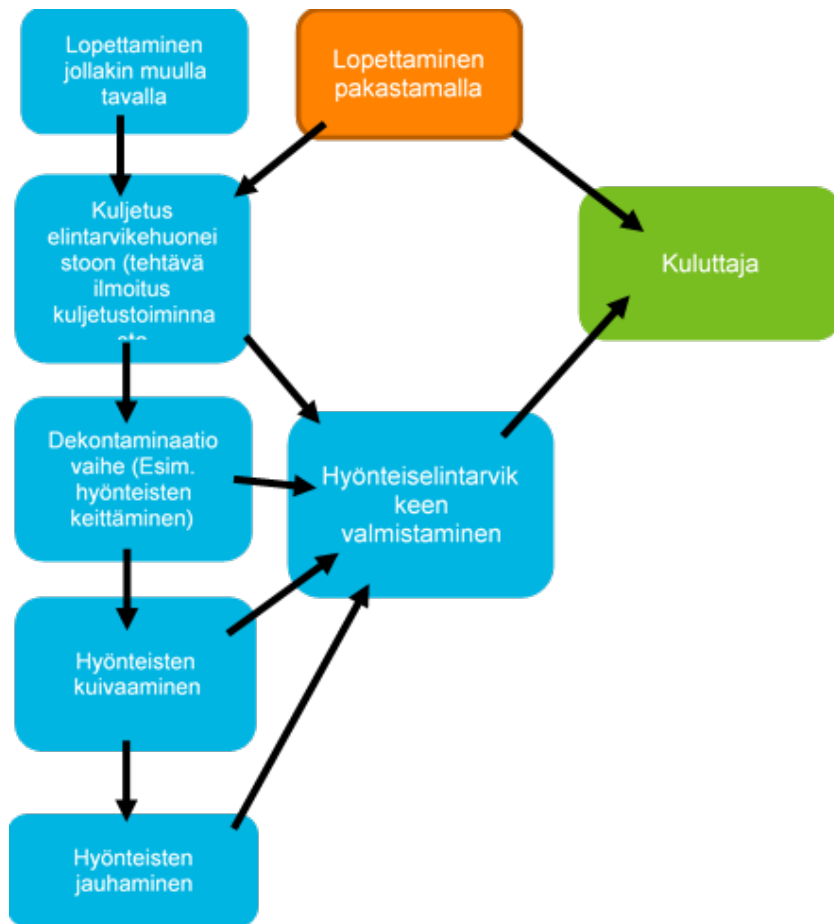 Lopettaminen
jollakin muulla
tavalla
Lopettaminen
pakastamalla
Kuljetus
elintarvikehuonei
stoon (tehtävä
ilmoitus
kuljetustoiminna
Kuluttaja
Dekontaminaatio
vaihe (Esim.
hyönteisten
keittäminen)
Hyönteiselintarvik
keen
valmistaminen
Hyönteisten
kuivaaminen
Hyönteisten
jauhaminen